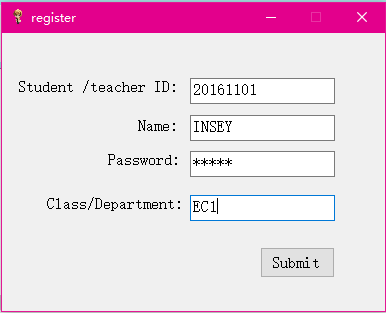 register
Student /teacher ID: 20161101
Name: INSEY
Password: *****
Class/Department: EC1
Submit